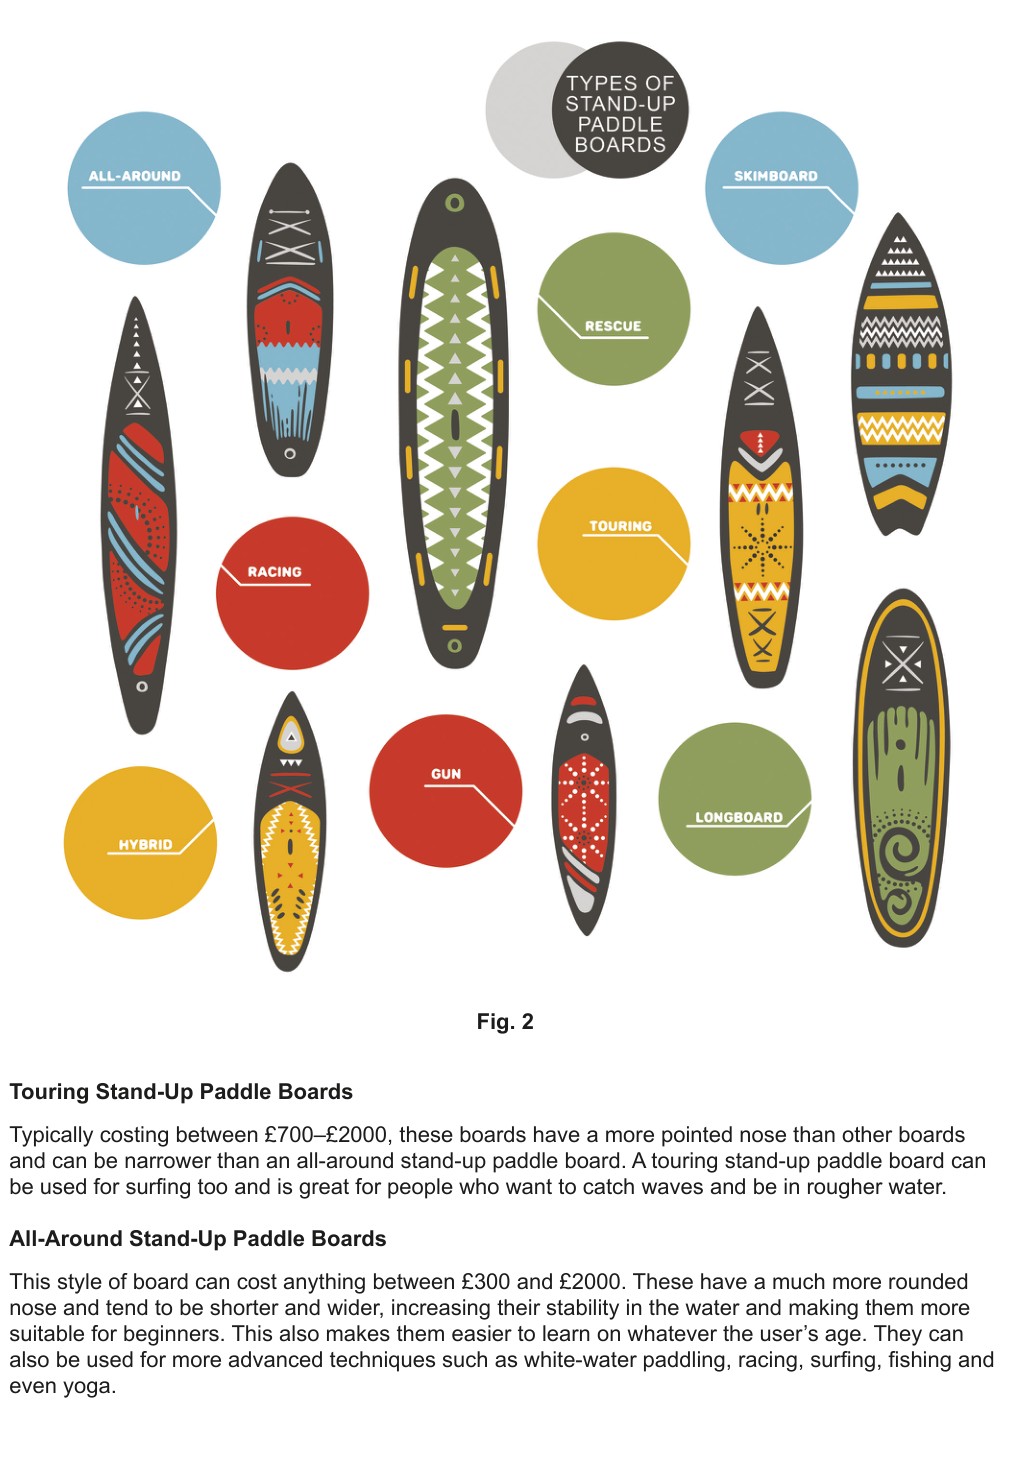 TYPES OF
STAND-UP
PADDLE
BOARDS
ALL-AROUND
SKIMBOARD
RESCUE
TOURING
RACING
GUN
LONGBOARD
HYBRID
Fig. 2
Touring Stand-Up Paddle Boards
Typically costing between £700–£2000, these boards have a more pointed nose than other boards
and can be narrower than an all-around stand-up paddle board. A touring stand-up paddle board can
be used for surfing too and is great for people who want to catch waves and be in rougher water.
All-Around Stand-Up Paddle Boards
This style of board can cost anything between £300 and £2000. These have a much more rounded
nose and tend to be shorter and wider, increasing their stability in the water and making them more
suitable for beginners. This also makes them easier to learn on whatever the user’s age. They can
also be used for more advanced techniques such as white-water paddling, racing, surfing, fishing and
even yoga.